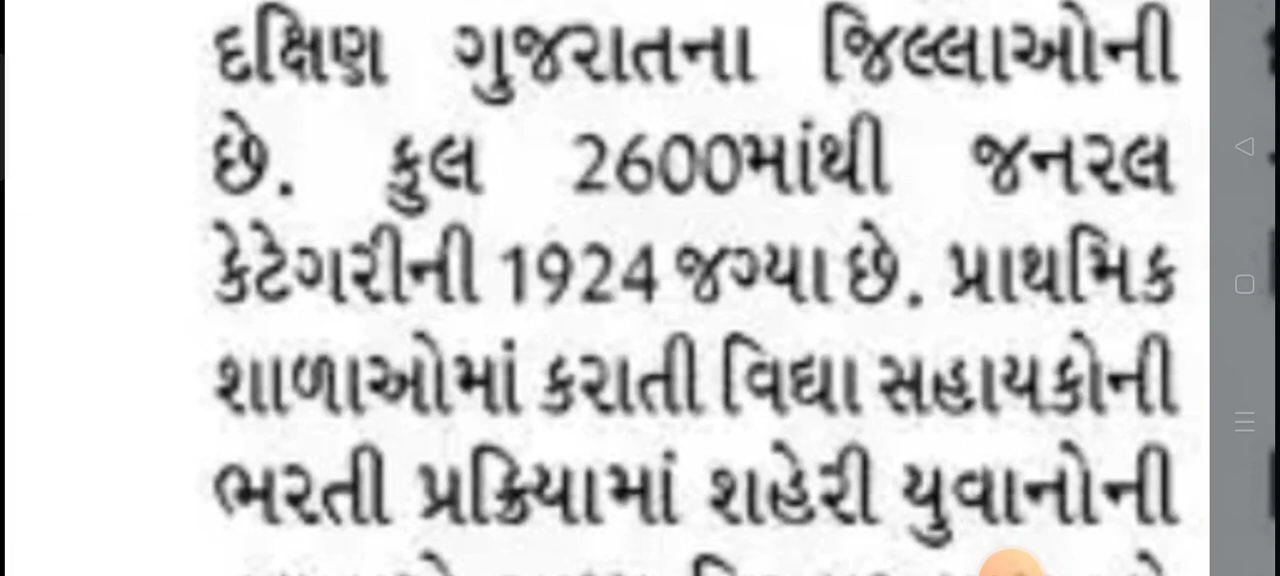 દક્ષિણ ગુજરાતના જિલ્લાઓની
છે. કુલ 2600માંથી જનરલ
કેટેગરીની 1924 જગ્યા છે. પ્રાથમિક
શાળાઓમાં કરાતી વિદ્યા સહાયકોની
ભરતી પ્રક્રિયામાં શહેરી યુવાનોની